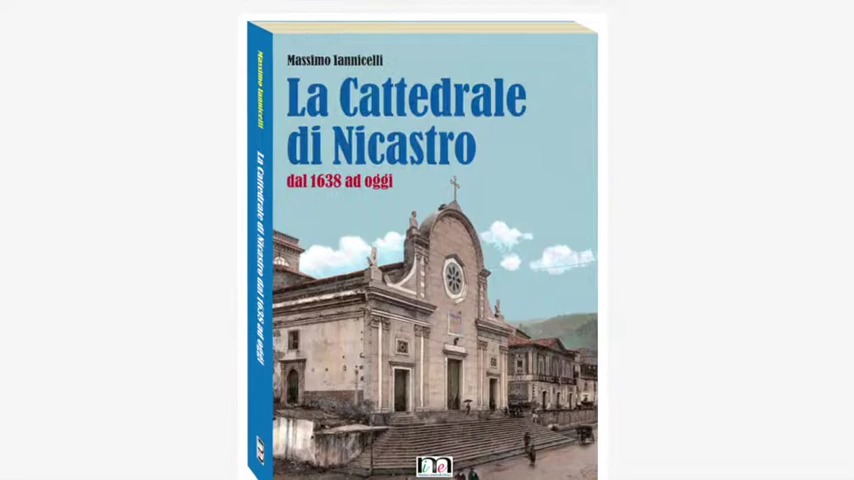 Massimo Iannicelli
La Cattedrale
di Nicastro
dal 1638 ad oggi
Massimo Iannicelli
La Cattedrale di Nicastro dal 1638 ad oggi